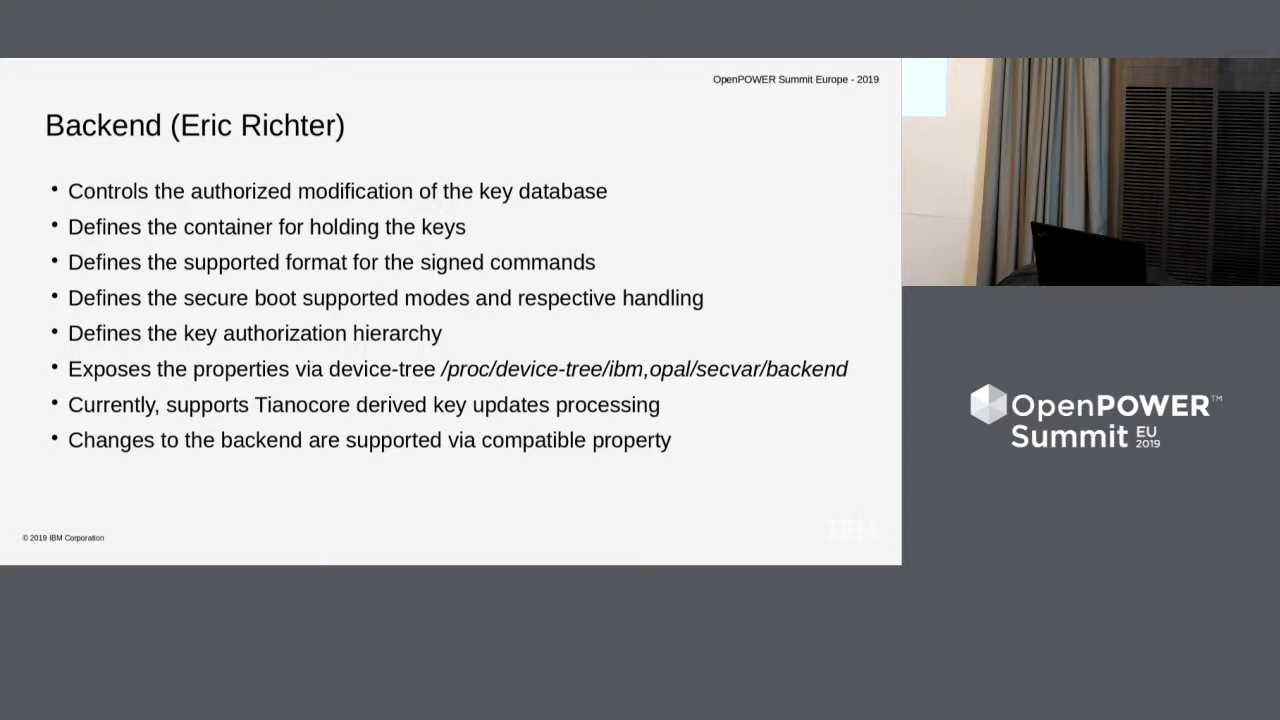 OpenPOWER Summit Europe - 2019
Backend (Eric Richter)
• Controls the authorized modification of the key database
• Defines the container for holding the keys
• Defines the supported format for the signed commands
• Defines the secure boot supported modes and respective handling
• Defines the key authorization hierarchy
• Exposes the properties via device-tree /proc/device-tree/ibm,opal/secvar/backend
• Currently, supports Tianocore derived key updates processing
• Changes to the backend are supported via compatible property
© 2019 IBM Corporation
IBM
OpenPOWER™
Summit EU
2019